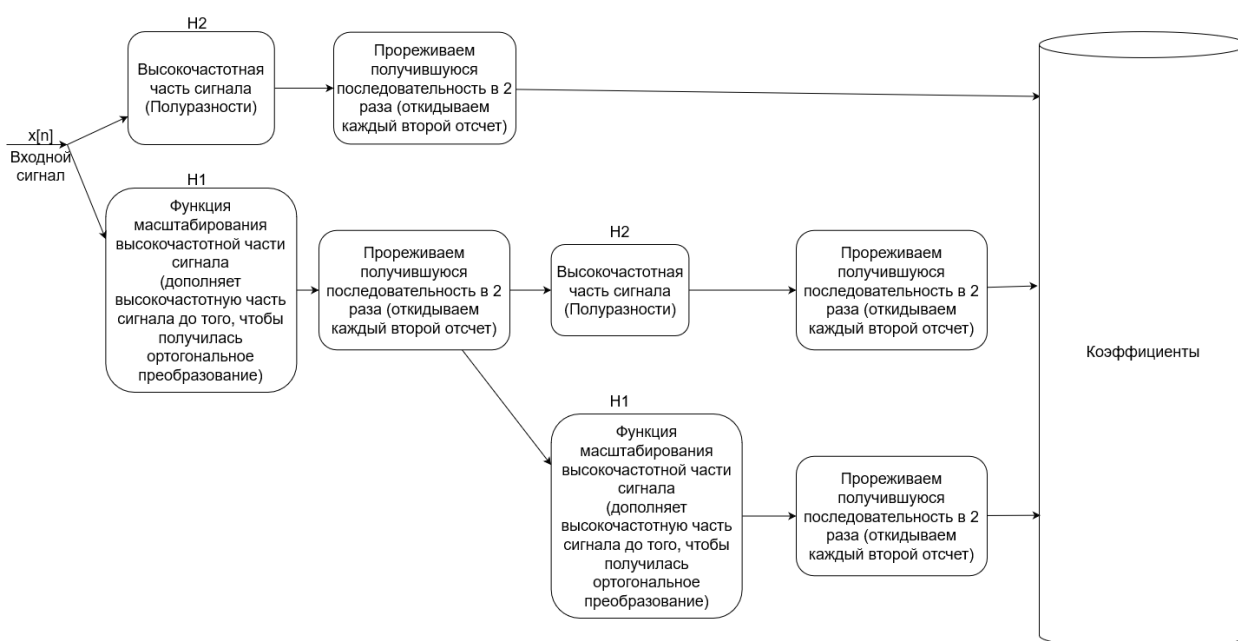 H2
Высокочастотная
часть сигнала
(Полуразности)
Прореживаем
получившуюся
последовательность в 2
раза (откидываем
каждый второй отсчет)
x[n]
Входной
сигнал
H1
Функция
масштабирования
высокочастотной части
сигнала
(дополняет
высокочастотную часть
сигнала до того, чтобы
получилась
ортогональное
преобразование)
Прореживаем
получившуюся
последовательность в 2
раза (откидываем
каждый второй отсчет)
H2
Высокочастотная
часть сигнала
(Полуразности)
Прореживаем
получившуюся
последовательность в 2
раза (откидываем
каждый второй отсчет)
Коэффициенты
H1
Функция
масштабирования
высокочастотной части
сигнала
(дополняет
высокочастотную часть
сигнала до того, чтобы
получилась
ортогональное
преобразование)
Прореживаем
получившуюся
последовательность в 2
раза (откидываем
каждый второй отсчет)